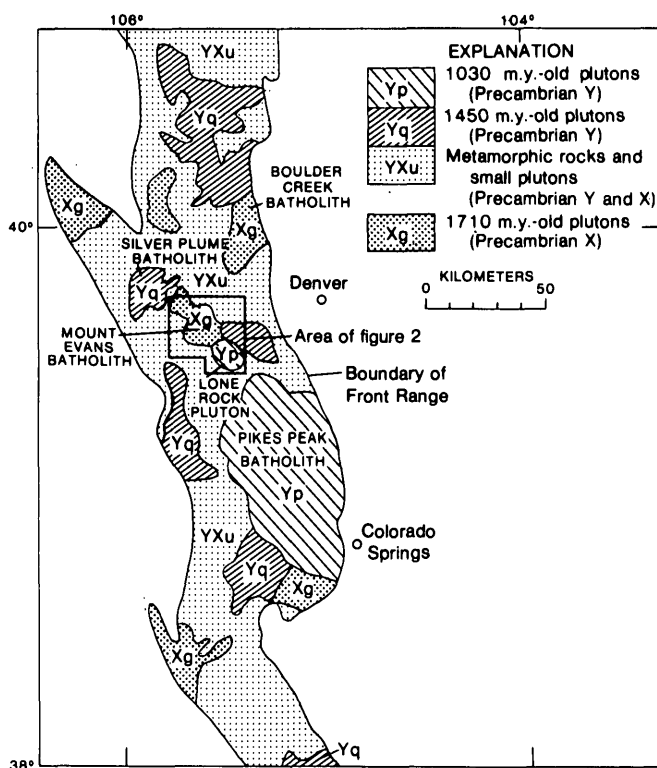 106°
104°
YXu
EXPLANATION
Yp
1030 m.y.-old plutons
(Precambrian Y)
Yq
1450 m.y.-old plutons
(Precambrian Y)
YXu
Metamorphic rocks and
small plutons
(Precambrian Y and X)
Xg
1710 m.y.-old plutons
(Precambrian X)
Yq
BOULDER
CREEK
BATHOLITH
Xg
40°
Xg
SILVER PLUME
BATHOLITH
YXu
KILOMETERS
0 50
Denver
Yq
Xg
MOUNT
EVANS
BATHOLITH
Area of figure 2
Yp
LONE
ROCK
PLUTON
Boundary of
Front Range
Yq
PIKES PEAK
BATHOLITH
Yp
YXu
Colorado
Springs
Yq
Xg
Xg
Yq
38°